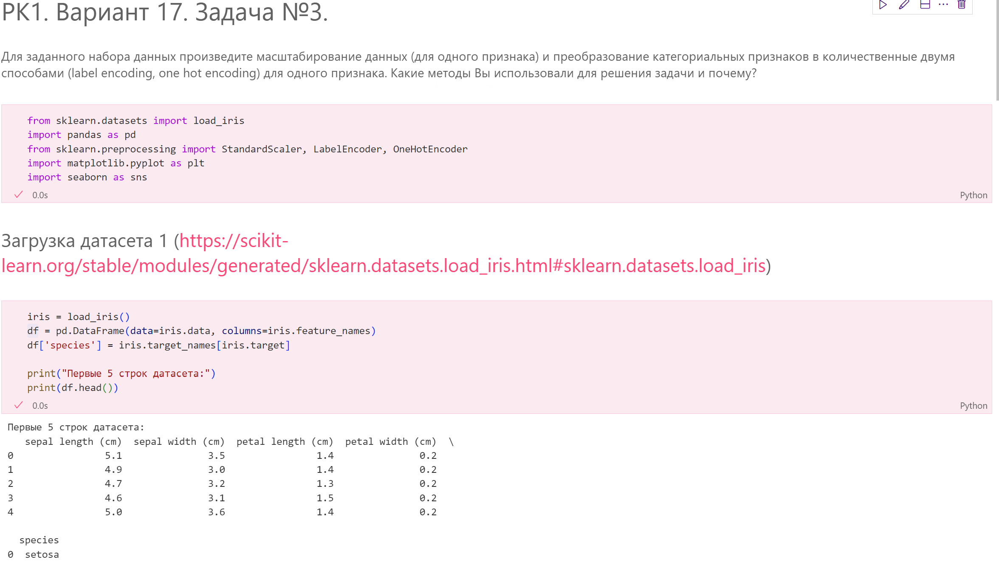 РК1. Вариант 17. Задача №3.
Для заданного набора данных произведите масштабирование данных (для одного признака) и преобразование категориальных признаков в количественные двумя
способами (label encoding, one hot encoding) для одного признака. Какие методы Вы использовали для решения задачи и почему?
from sklearn.datasets import load_iris
import pandas as pd
from sklearn.preprocessing import StandardScaler, LabelEncoder, OneHotEncoder
import matplotlib.pyplot as plt
import seaborn as sns
0.0s
Python
Загрузка датасета 1 (https://scikit-
learn.org/stable/modules/generated/sklearn.datasets.load_iris.html#sklearn.datasets.load_iris)
iris = load_iris()
df = pd.DataFrame(data=iris.data, columns=iris.feature_names)
df['species'] = iris.target_names[iris.target]
print("Первые 5 строк датасета:")
print(df.head())
0.0s
Python
Первые 5 строк датасета:
sepal length (cm)  sepal width (cm)  petal length (cm)  petal width (cm)  \
0                5.1               3.5                1.4               0.2
1                4.9               3.0                1.4               0.2
2                4.7               3.2                1.3               0.2
3                4.6               3.1                1.5               0.2
4                5.0               3.6                1.4               0.2
species
0  setosa